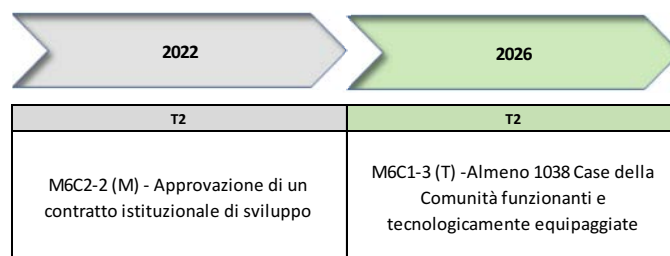 2022
2026
T2
T2
M6C2-2 (M) - Approvazione di un
contratto istituzionale di sviluppo
M6C1-3 (T) -Almeno 1038 Case della
Comunità funzionanti e
tecnologicamente equipaggiate